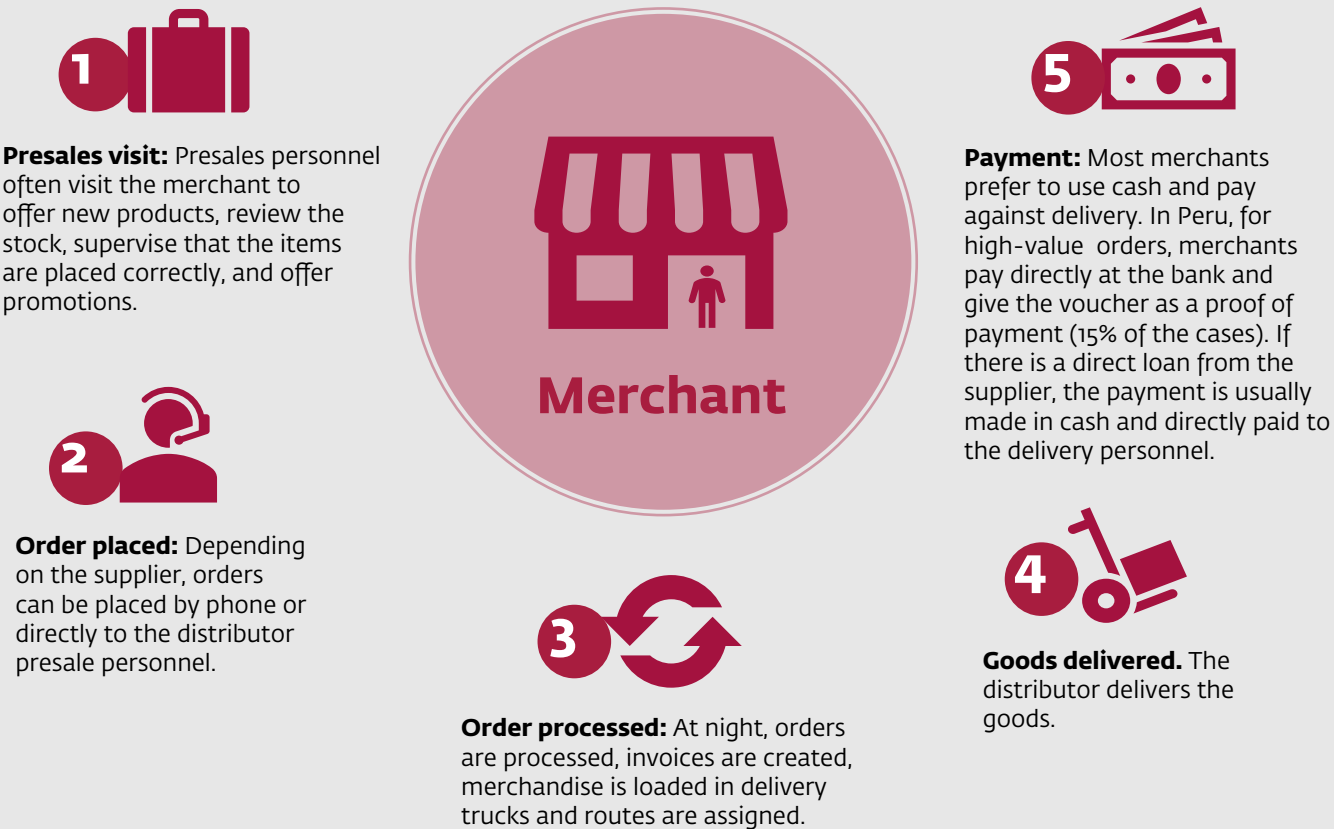 1
Presales visit: Presales personnel
often visit the merchant to
offer new products, review the
stock, supervise that the items
are placed correctly, and offer
promotions.
2
Order placed: Depending
on the supplier, orders
can be placed by phone or
directly to the distributor
presale personnel.
Merchant
3
Order processed: At night, orders
are processed, invoices are created,
merchandise is loaded in delivery
trucks and routes are assigned.
4
Goods delivered. The
distributor delivers the
goods.
5
Payment: Most merchants
prefer to use cash and pay
against delivery. In Peru, for
high-value orders, merchants
pay directly at the bank and
give the voucher as a proof of
payment (15% of the cases). If
there is a direct loan from the
supplier, the payment is usually
made in cash and directly paid to
the delivery personnel.